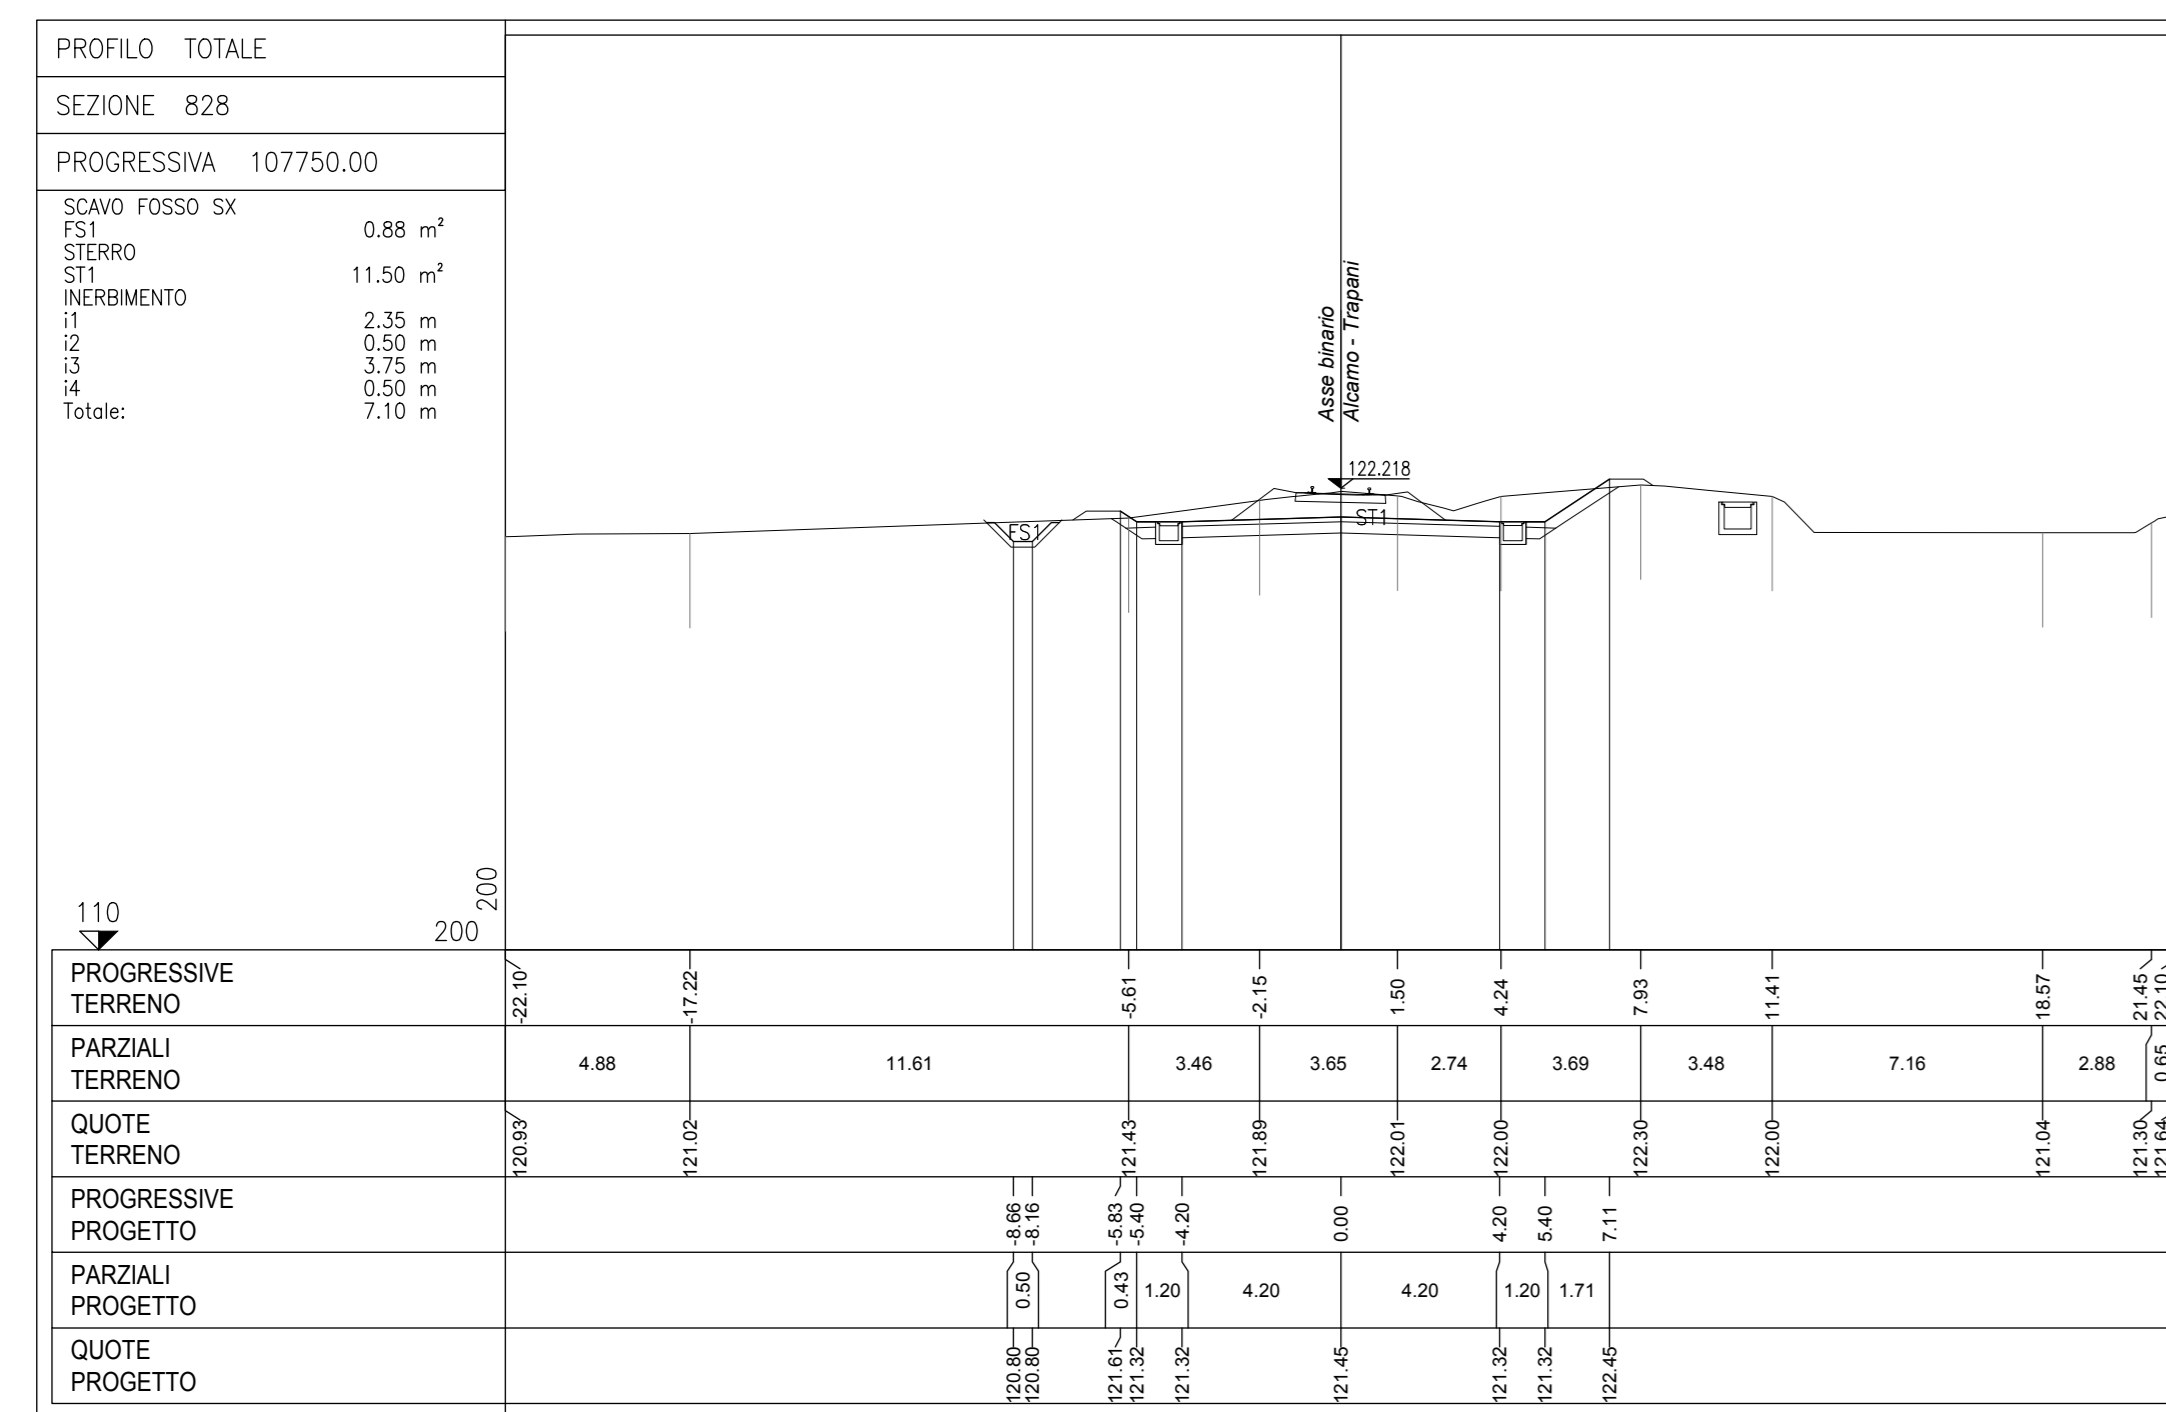 PROFILO TOTALE
SEZIONE 828
PROGRESSIVA 107750.00
SCAVO FOSSO SX
FS1 0.88 m²
STERRO
ST1 11.50 m²
INERBIMENTO
i1 2.35 m
i2 0.50 m
i3 3.75 m
i4 0.50 m
Totale: 7.10 m
Asse binario
Alcamo - Trapani
122.218
FS1
ST1
200
110
200
PROGRESSIVE
TERRENO
-22.10 -17.22 -5.61 -2.15 1.50 4.24 7.93 11.41 18.57 21.45 22.10
PARZIALI
TERRENO
4.88 11.61 3.46 3.65 2.74 3.69 3.48 7.16 2.88 0.65
QUOTE
TERRENO
120.93 121.02 121.43 121.89 122.01 122.00 122.30 122.00 121.04 121.30 121.64
PROGRESSIVE
PROGETTO
-8.66 -8.16 -5.83 -5.40 -4.20 0.00 4.20 5.40 7.11
PARZIALI
PROGETTO
0.50 0.43 1.20 4.20 4.20 1.20 1.71
QUOTE
PROGETTO
120.80 120.80 121.61 121.32 121.32 121.45 121.32 121.32 122.45